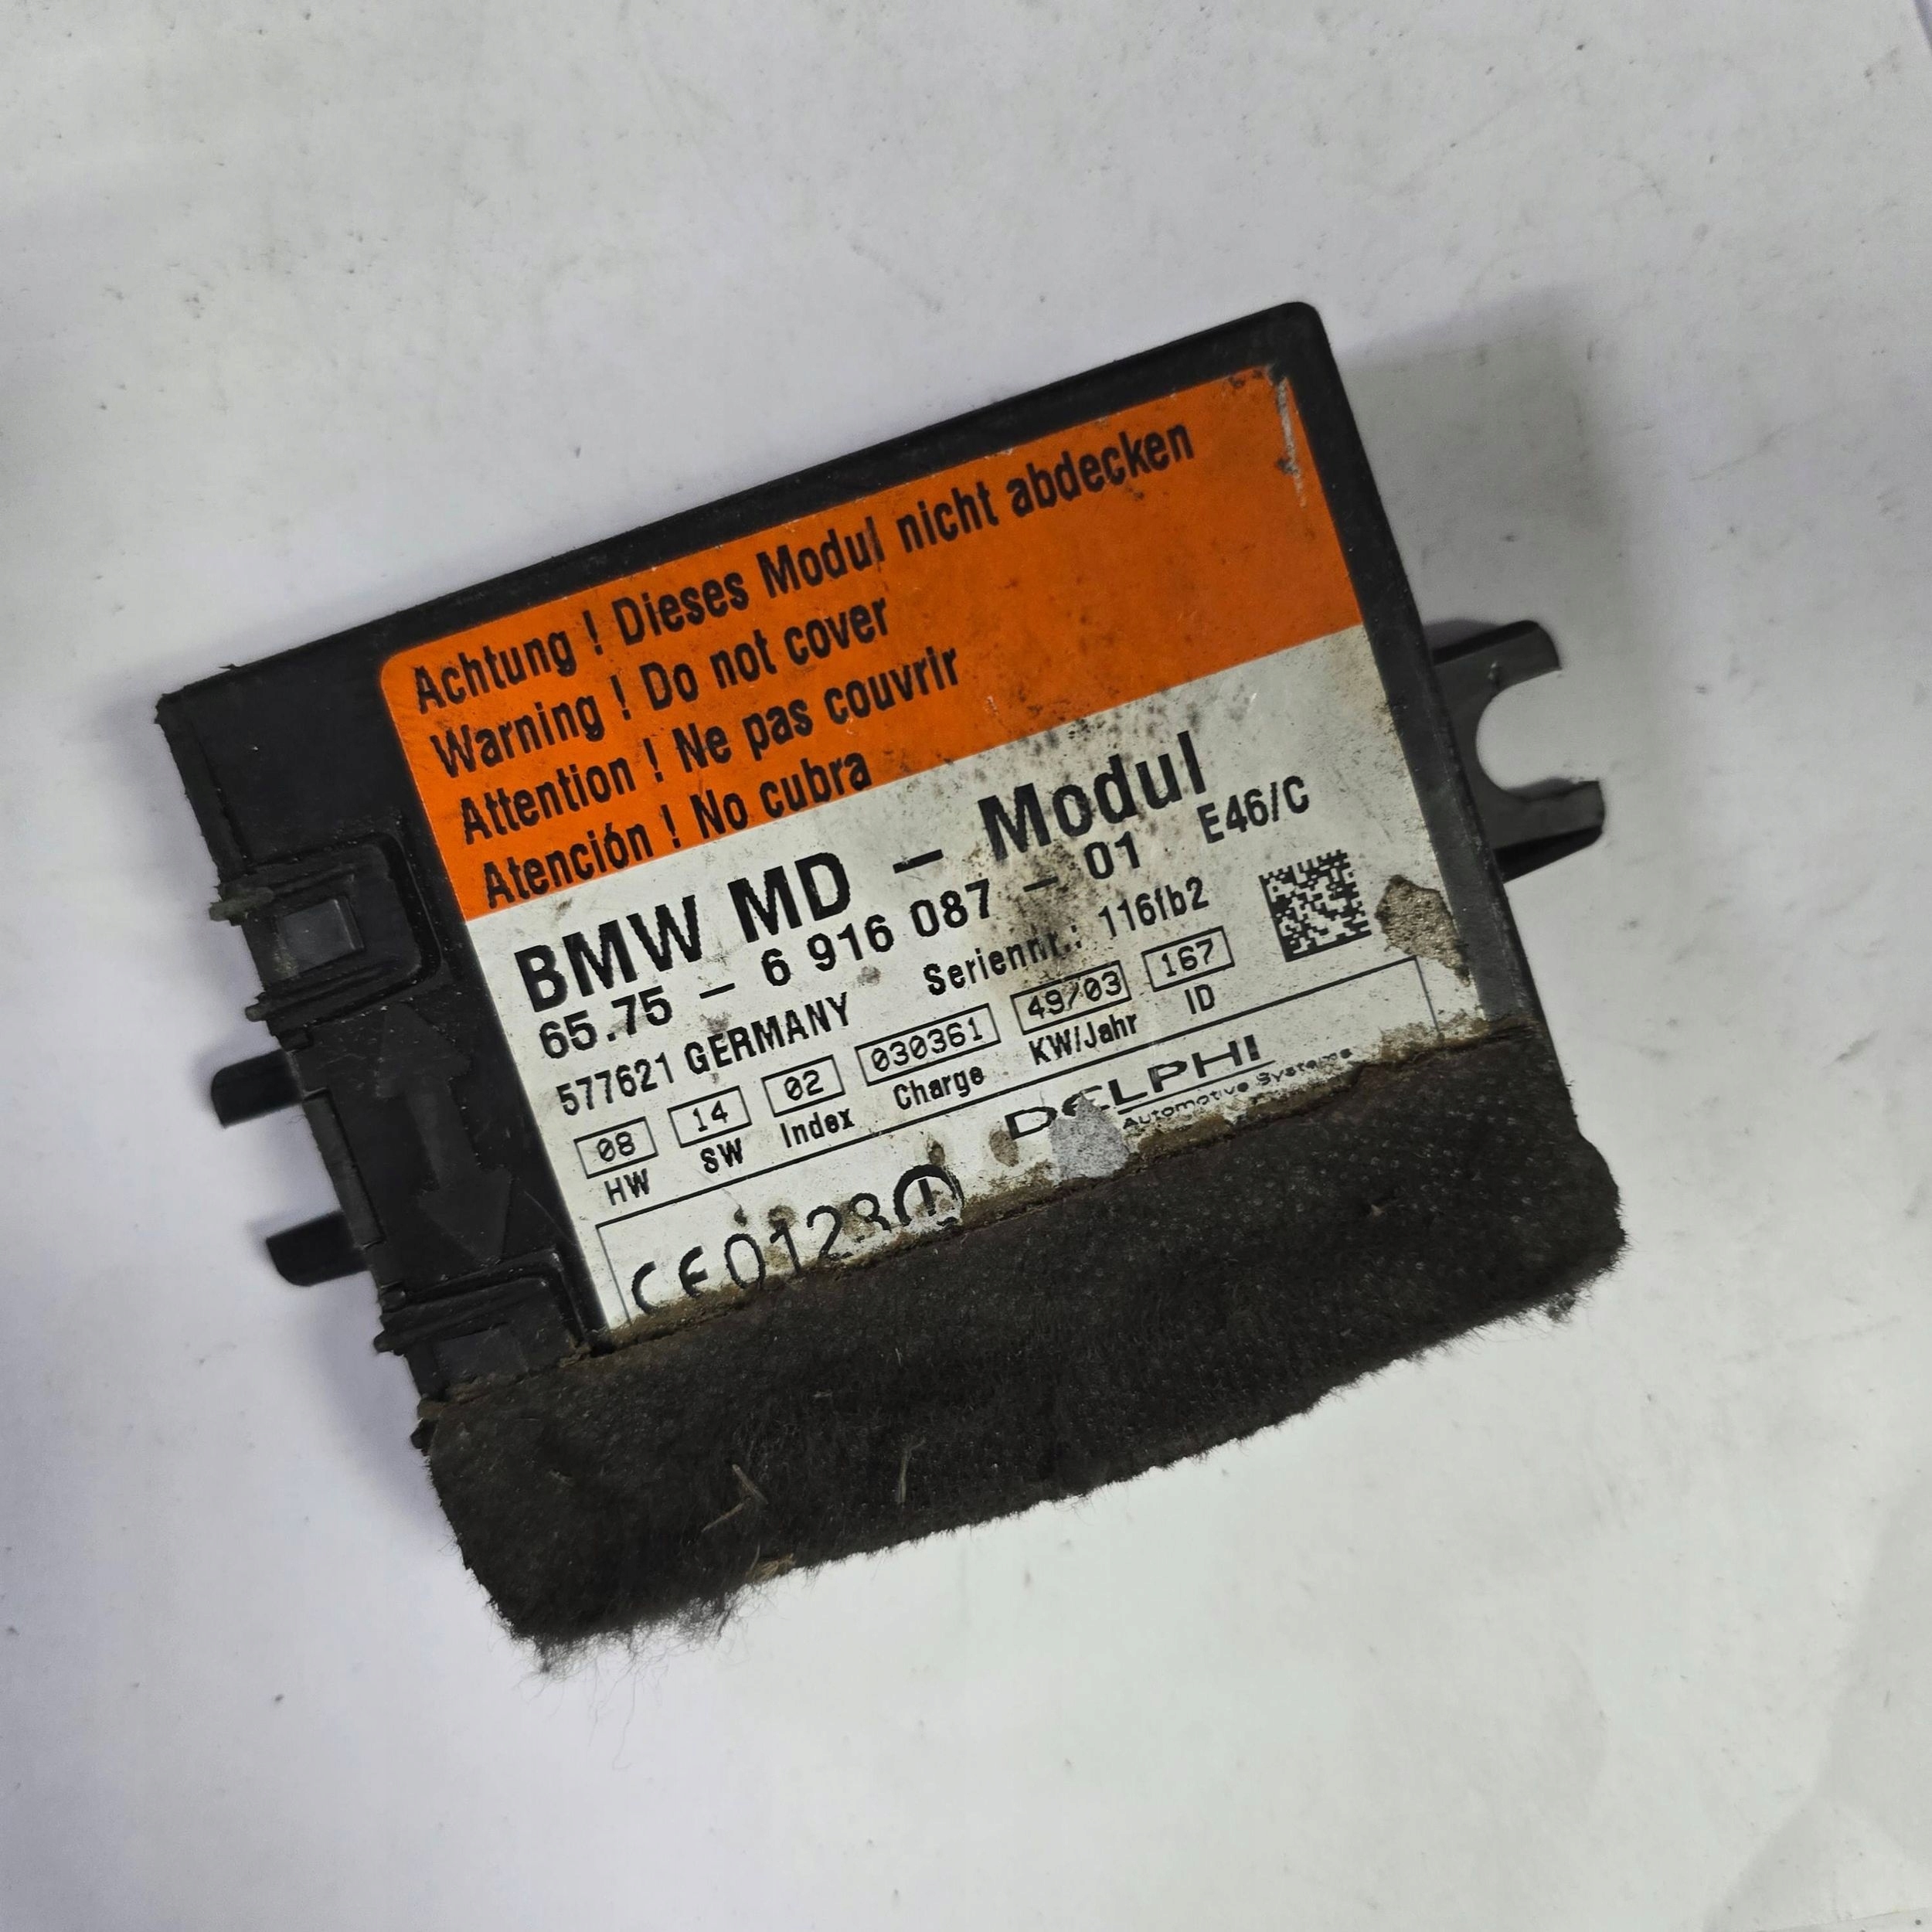 Achtung ! Dieses Modul nicht abdecken
Warning ! Do not cover
Attention ! Ne pas couvrir
Atención ! No cubra
BMW MD - Modul
65.75 - 6 916 087 - 01 E46/C
577621 GERMANY Seriennr.: 116fb2
08 14 02 030361 49/03 167
HW SW Index Charge KW/Jahr ID
DELPHI
Automotive Systems
CE0123